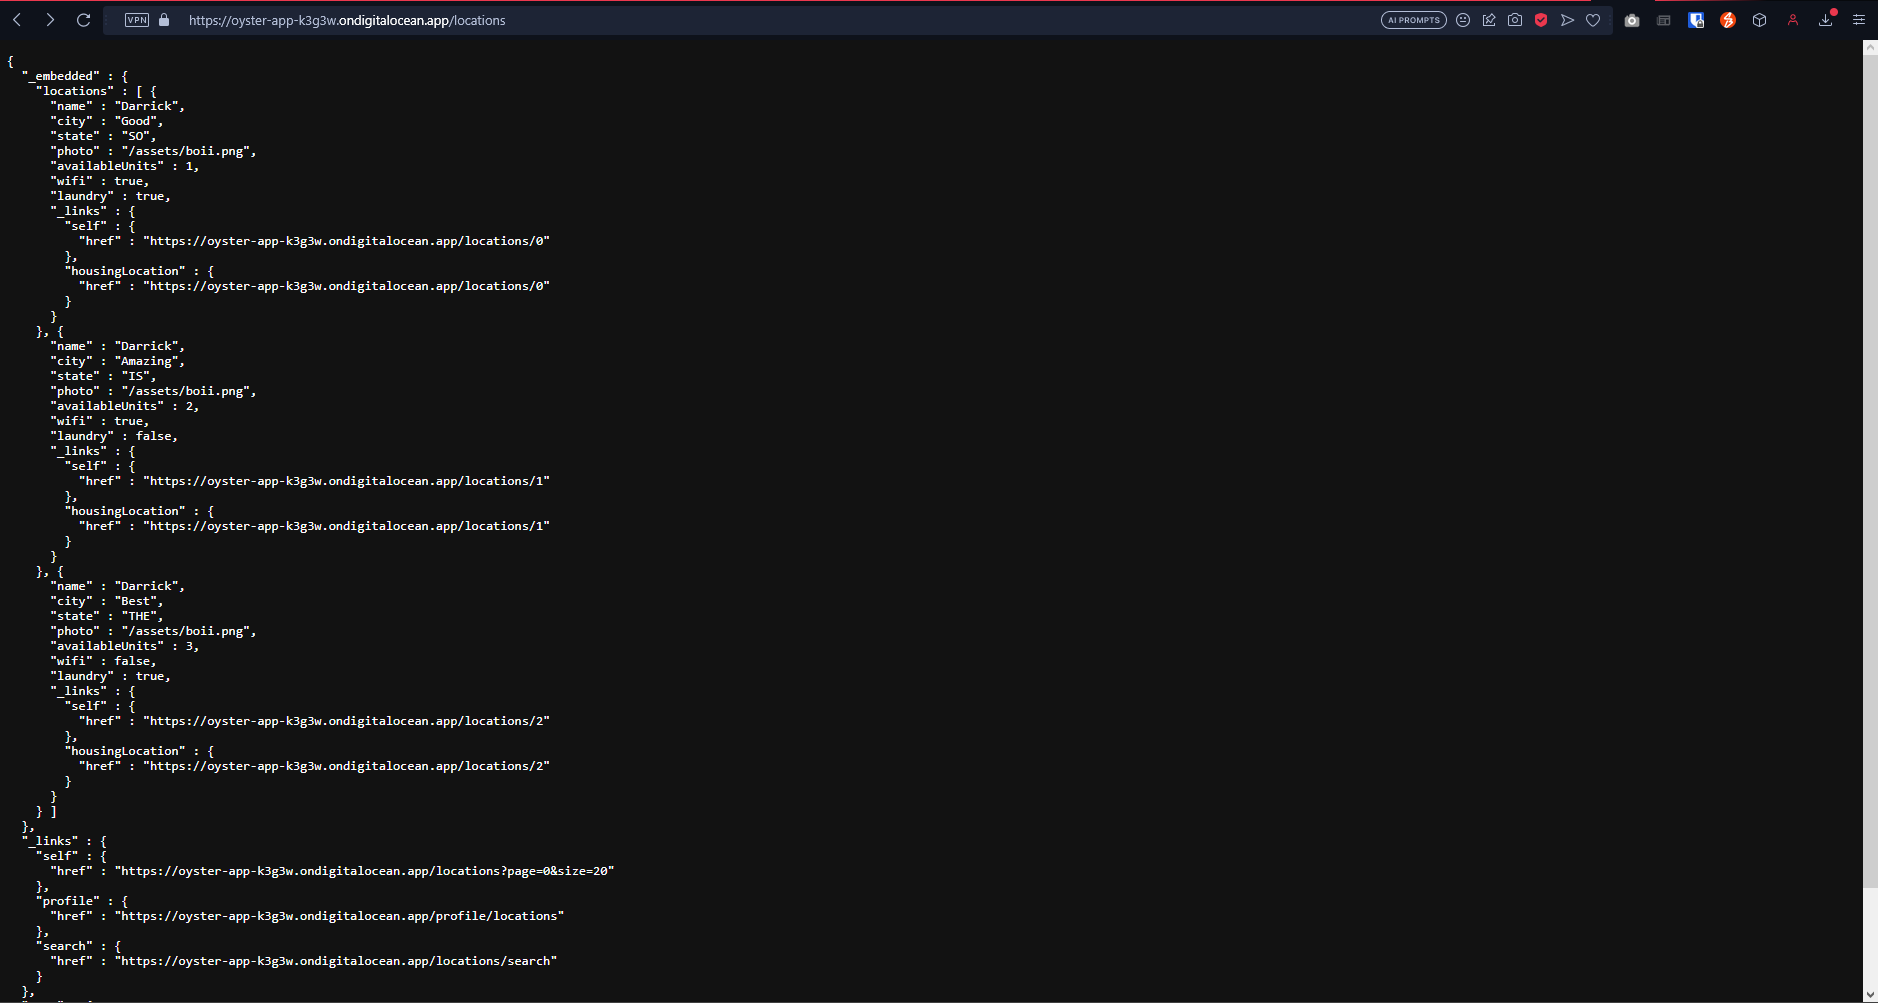 VPN
https://oyster-app-k3g3w.ondigitalocean.app/locations
AI PROMPTS
{
  "_embedded" : {
    "locations" : [ {
      "name" : "Darrick",
      "city" : "Good",
      "state" : "SO",
      "photo" : "/assets/boii.png",
      "availableUnits" : 1,
      "wifi" : true,
      "laundry" : true,
      "_links" : {
        "self" : {
          "href" : "https://oyster-app-k3g3w.ondigitalocean.app/locations/0"
        },
        "housingLocation" : {
          "href" : "https://oyster-app-k3g3w.ondigitalocean.app/locations/0"
        }
      }
    }, {
      "name" : "Darrick",
      "city" : "Amazing",
      "state" : "IS",
      "photo" : "/assets/boii.png",
      "availableUnits" : 2,
      "wifi" : true,
      "laundry" : false,
      "_links" : {
        "self" : {
          "href" : "https://oyster-app-k3g3w.ondigitalocean.app/locations/1"
        },
        "housingLocation" : {
          "href" : "https://oyster-app-k3g3w.ondigitalocean.app/locations/1"
        }
      }
    }, {
      "name" : "Darrick",
      "city" : "Best",
      "state" : "THE",
      "photo" : "/assets/boii.png",
      "availableUnits" : 3,
      "wifi" : false,
      "laundry" : true,
      "_links" : {
        "self" : {
          "href" : "https://oyster-app-k3g3w.ondigitalocean.app/locations/2"
        },
        "housingLocation" : {
          "href" : "https://oyster-app-k3g3w.ondigitalocean.app/locations/2"
        }
      }
    } ]
  },
  "_links" : {
    "self" : {
      "href" : "https://oyster-app-k3g3w.ondigitalocean.app/locations?page=0&size=20"
    },
    "profile" : {
      "href" : "https://oyster-app-k3g3w.ondigitalocean.app/profile/locations"
    },
    "search" : {
      "href" : "https://oyster-app-k3g3w.ondigitalocean.app/locations/search"
    }
  },